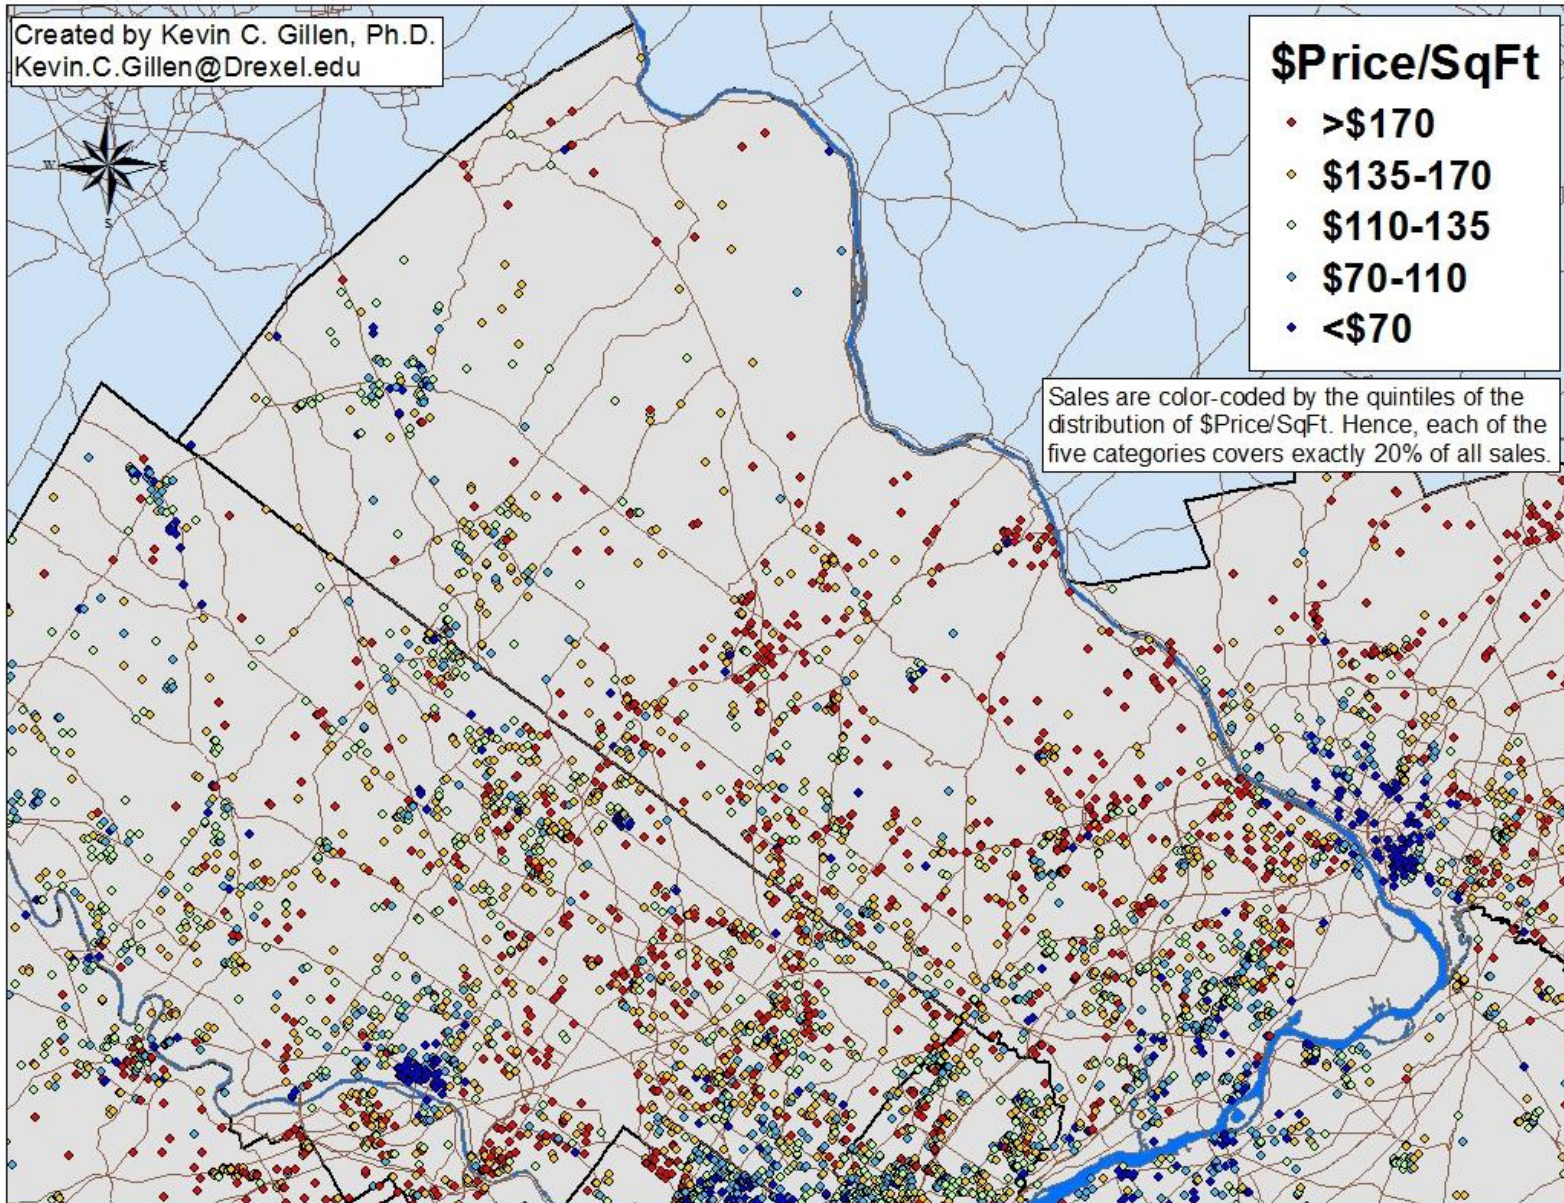 Created by Kevin C. Gillen, Ph.D.
Kevin.C.Gillen@Drexel.edu
N
W E
S
$Price/SqFt
>$170
$135-170
$110-135
$70-110
<$70
Sales are color-coded by the quintiles of the
distribution of $Price/SqFt. Hence, each of the
five categories covers exactly 20% of all sales.